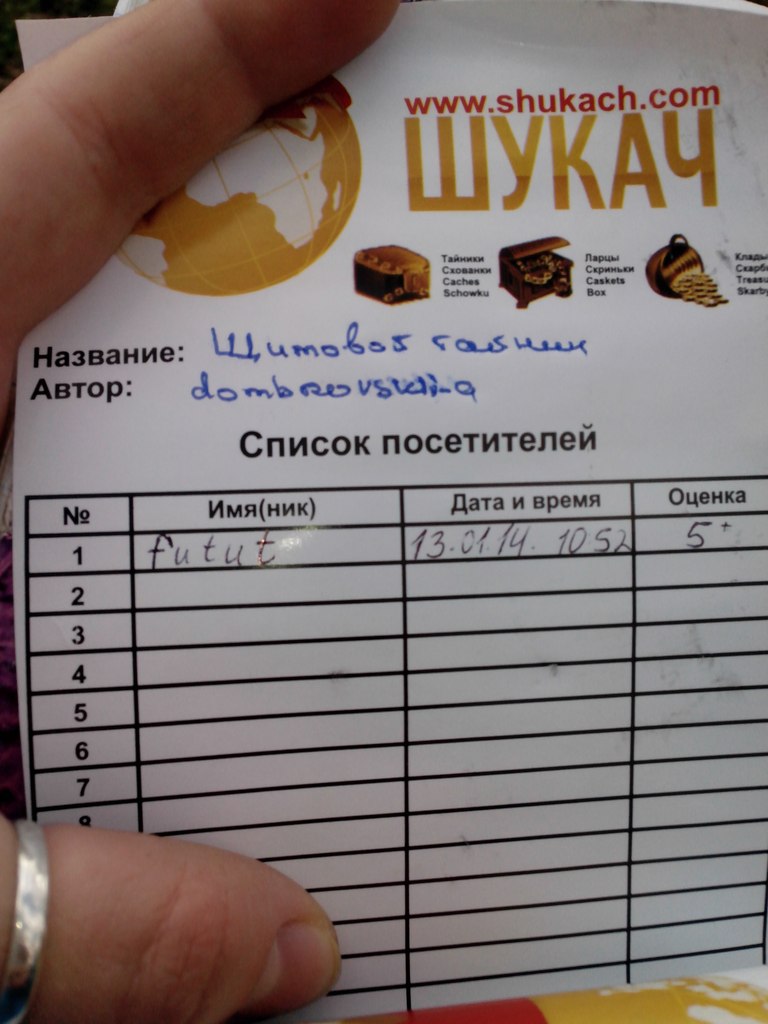 www.shukach.com
ШУКАЧ
Тайники
Схованки
Caches
Schowku
Ларцы
Скриньки
Caskets
Box
Название: Щитовой тайник
Автор:
Список посетителей
№ Имя(ник) Дата и время Оценка
1 futut 13.01.14. 10 52 5+
2
3
4
5
6
7
8